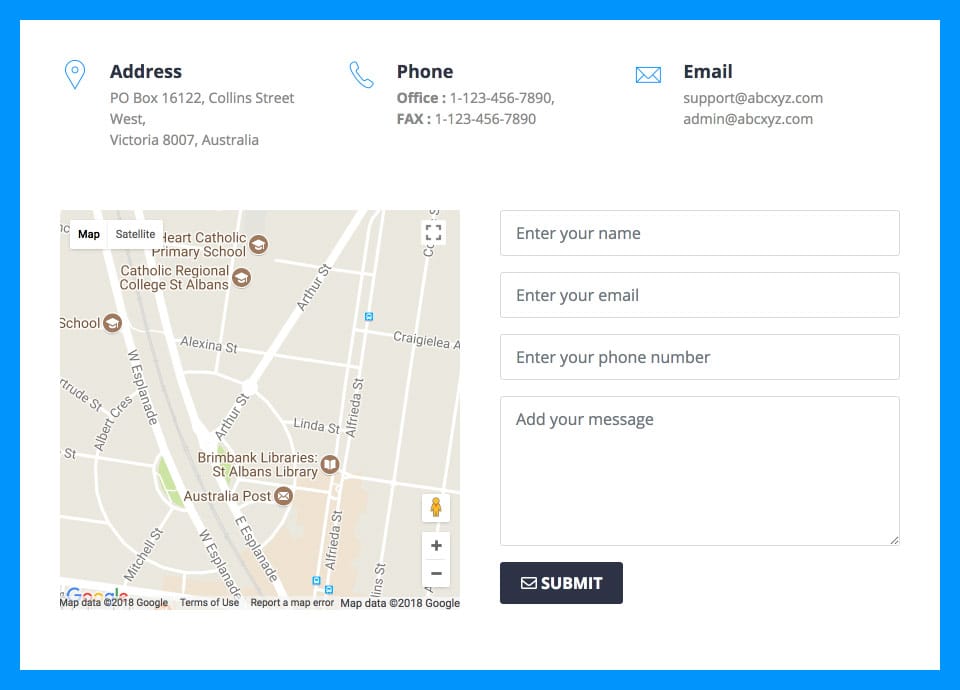 Address
PO Box 16122, Collins Street
West,
Victoria 8007, Australia
Phone
Office : 1-123-456-7890,
FAX : 1-123-456-7890
Email
support@abcxyz.com
admin@abcxyz.com
Map Satellite
Heart Catholic
Primary School
Catholic Regional
College St Albans
School
Arthur St
Alexina St
Craigielea A
W Esplanade
Albert Cres
Arthur St
Alfrieda St
Linda St
St
Brimbank Libraries:
St Albans Library
Australia Post
Mitchell St
W Esplanade
E Esplanade
Alfrieda St
Google
Map data ©2018 Google Terms of Use Report a map error Map data ©2018 Google
Enter your name
Enter your email
Enter your phone number
Add your message
SUBMIT